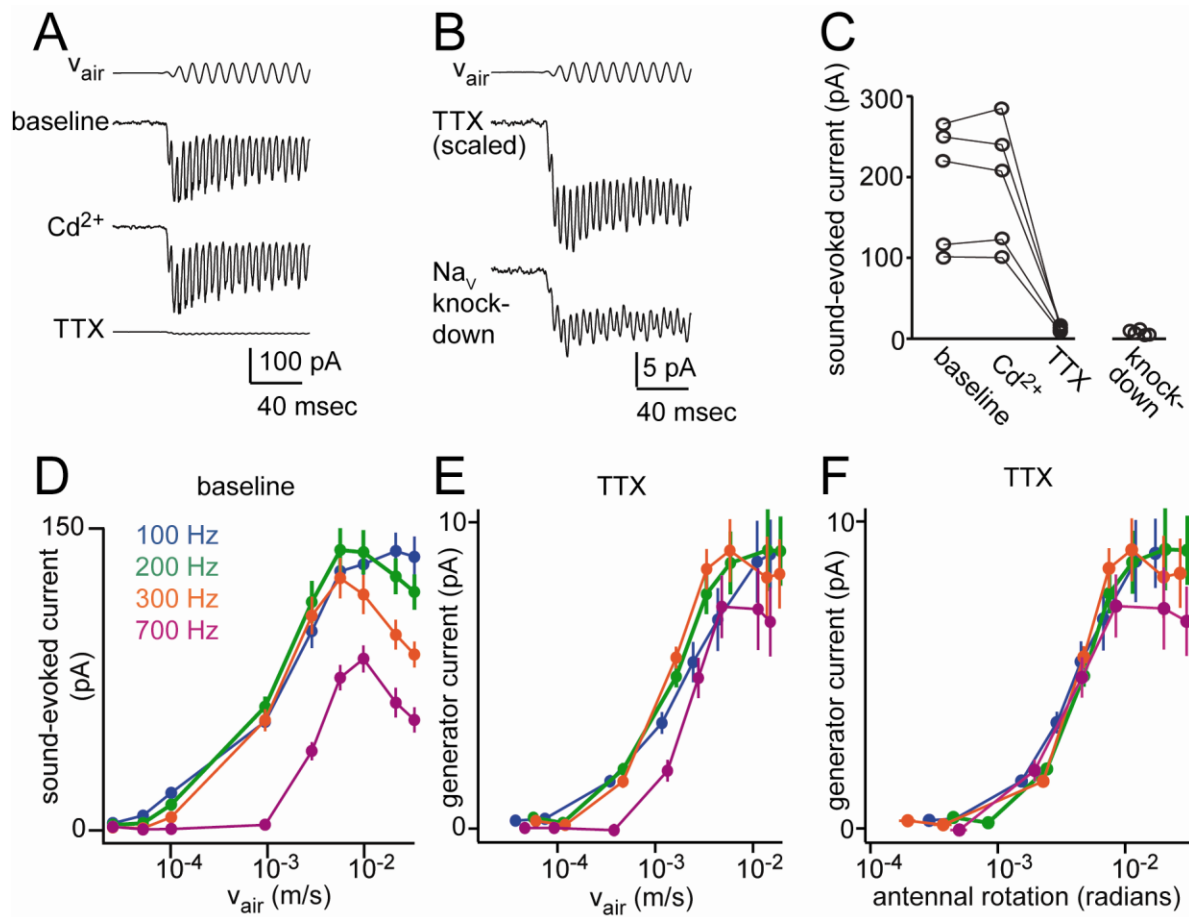 A
v_air
baseline
Cd²⁺
TTX
100 pA
40 msec
B
v_air
TTX
(scaled)
Na_V
knock-
down
5 pA
40 msec
C
sound-evoked current (pA)
300
200
100
0
baseline
Cd²⁺
TTX
knock-
down
D
baseline
sound-evoked current
(pA)
150
0
100 Hz
200 Hz
300 Hz
700 Hz
10⁻⁴
10⁻³
10⁻²
v_air (m/s)
E
TTX
generator current (pA)
10
0
10⁻⁴
10⁻³
10⁻²
v_air (m/s)
F
TTX
generator current (pA)
10
0
10⁻⁴
10⁻³
10⁻²
antennal rotation (radians)